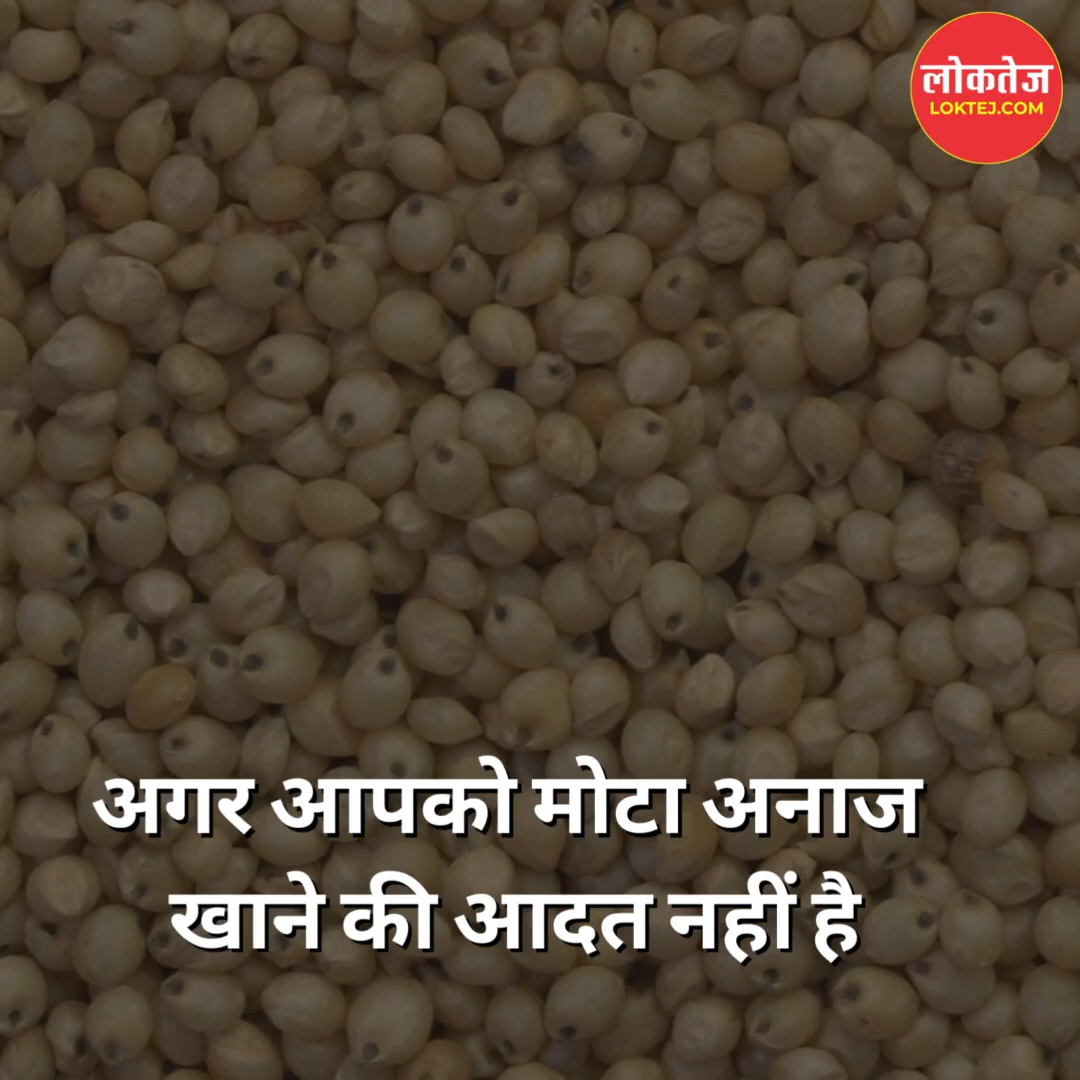 लोकतेज
LOKTEJ.COM
अगर आपको मोटा अनाज
खाने की आदत नहीं है